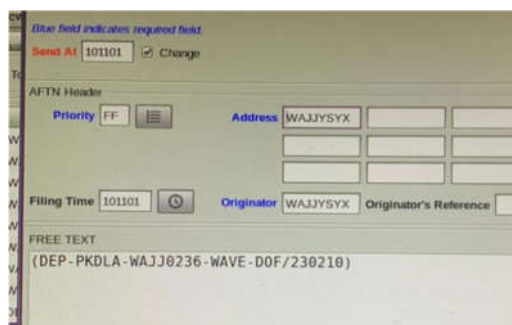 Blue field indicates required field.
Send At 101101 Change
AFTN Header
Priority FF Address WAJJYSYX
Filing Time 101101 Originator WAJJYSYX Originator's Reference
FREE TEXT
(DEP-PKDLA-WAJJ0236-WAVE-DOF/230210)